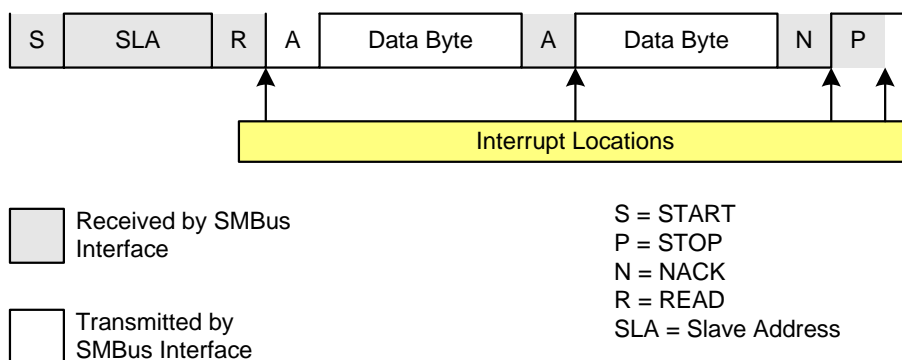 S SLA R A Data Byte A Data Byte N P
Interrupt Locations
Received by SMBus
Interface
Transmitted by
SMBus Interface
S = START
P = STOP
N = NACK
R = READ
SLA = Slave Address